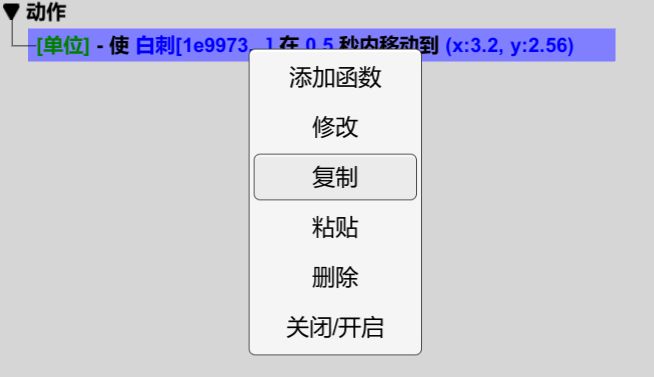 动作
[单位] - 使 白刺[1e9973...] 在 0.5 秒内移动到 (x:3.2, y:2.56)
添加函数
修改
复制
粘贴
删除
关闭/开启